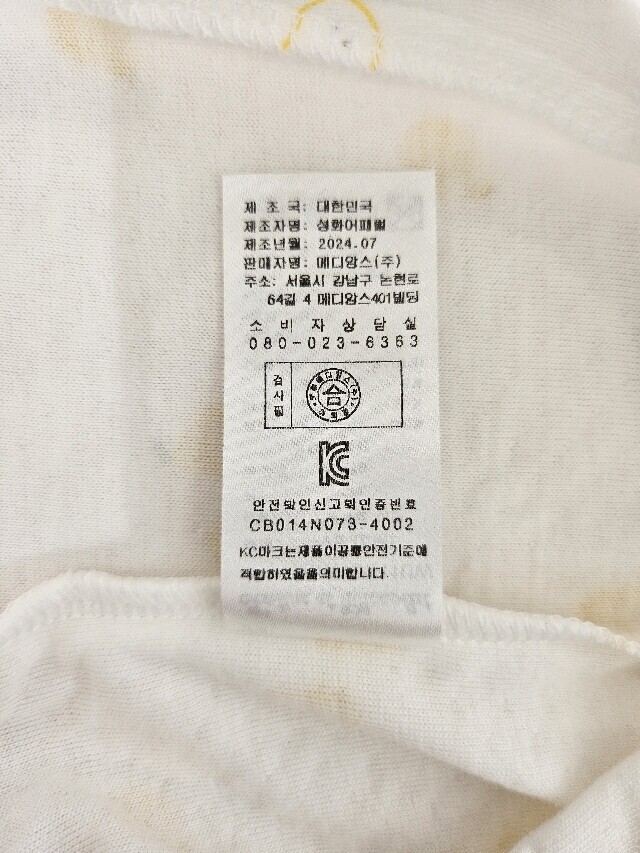 제 조 국: 대한민국
제조자명: 성화어패럴
제조년월: 2024.07
판매자명: 메디앙스(주)
주소: 서울시 강남구 논현로
64길 4 메디앙스401빌딩
소 비 자 상 담 실
080-023-6363
검사필
합
안전확인신고확인증번호
CB014N073-4002
KC마크는제품이공통안전기준에
적합하였음을의미합니다.